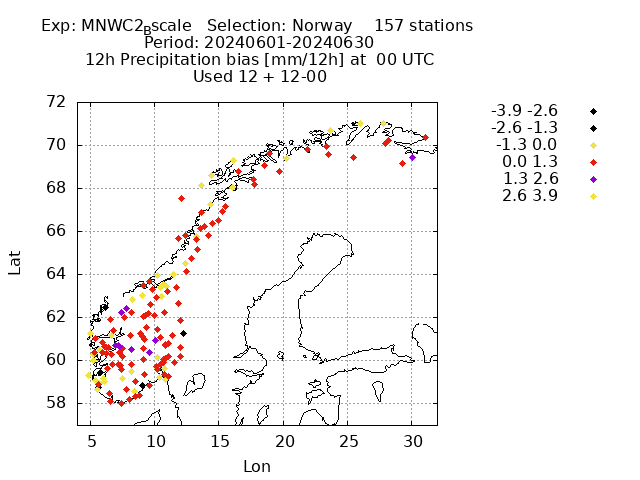 Exp: MNWC2_Bscale   Selection: Norway    157 stations
Period: 20240601-20240630
12h Precipitation bias [mm/12h] at  00 UTC
Used 12 + 12-00
-3.9 -2.6
-2.6 -1.3
-1.3 0.0
0.0 1.3
1.3 2.6
2.6 3.9
72
70
68
66
64
62
60
58
Lat
5 10 15 20 25 30
Lon